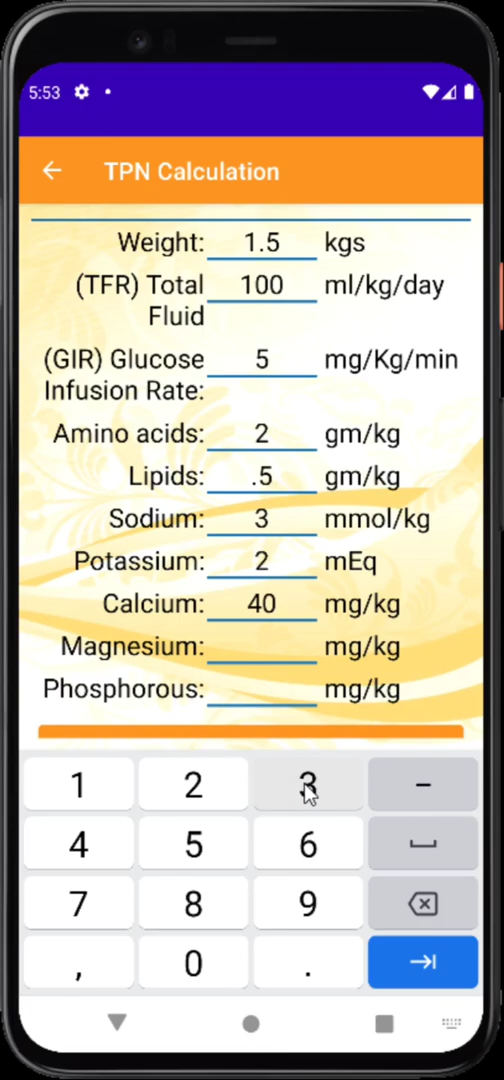 5:53
TPN Calculation
Weight: 1.5 kgs
(TFR) Total 100 ml/kg/day
Fluid
(GIR) Glucose 5 mg/Kg/min
Infusion Rate:
Amino acids: 2 gm/kg
Lipids: .5 gm/kg
Sodium: 3 mmol/kg
Potassium: 2 mEq
Calcium: 40 mg/kg
Magnesium: mg/kg
Phosphorous: mg/kg
1 2 3 –
4 5 6
7 8 9
, 0 .